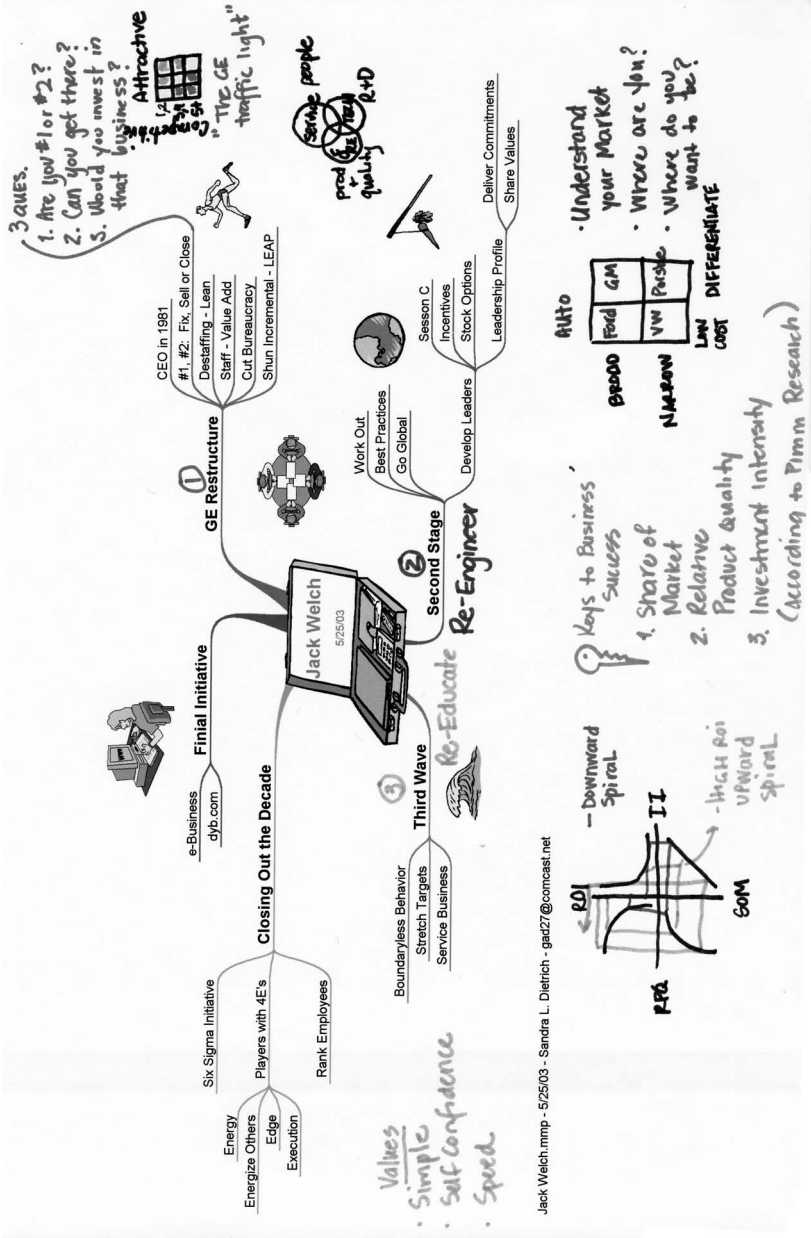 Jack Welch
5/25/03
① GE Restructure
CEO in 1981
#1, #2: Fix, Sell or Close
Destaffing - Lean
Staff - Value Add
Cut Bureaucracy
Shun Incremental - LEAP
3 QUES.
1. Are you #1 or #2?
2. Can you get there?
3. Would you invest in
that business?
Attractive
"The GE
traffic light"
② Second Stage
Re-Engineer
Work Out
Best Practices
Go Global
Develop Leaders
Sesson C
Incentives
Stock Options
Leadership Profile
Deliver Commitments
Share Values
service people
prod
+
quality
R+D
③ Third Wave
Re-Educate
Boundaryless Behavior
Stretch Targets
Service Business
Closing Out the Decade
Six Sigma Initiative
Players with 4E's
Energy
Energize Others
Edge
Execution
Rank Employees
Finial Initiative
e-Business
dyb.com
www
Values
· Simple
· Self Confidence
· Speed
Jack Welch.mmp - 5/25/03 - Sandra L. Dietrich - gad27@comcast.net
ROI
- Downward
spiral
RPQ
II
SOM
- HIGH ROI
UPWARD
spiral
Keys to Business
Success
1. Share of
Market
2. Relative
Product Quality
3. Investment Intensity
(according to Pimm Research)
AUTO
BROAD
Ford GM
NARROW
VW Porshe
LOW
COST
DIFFERENTIATE
· Understand
your Market
· Where are you?
· Where do you
want to be?